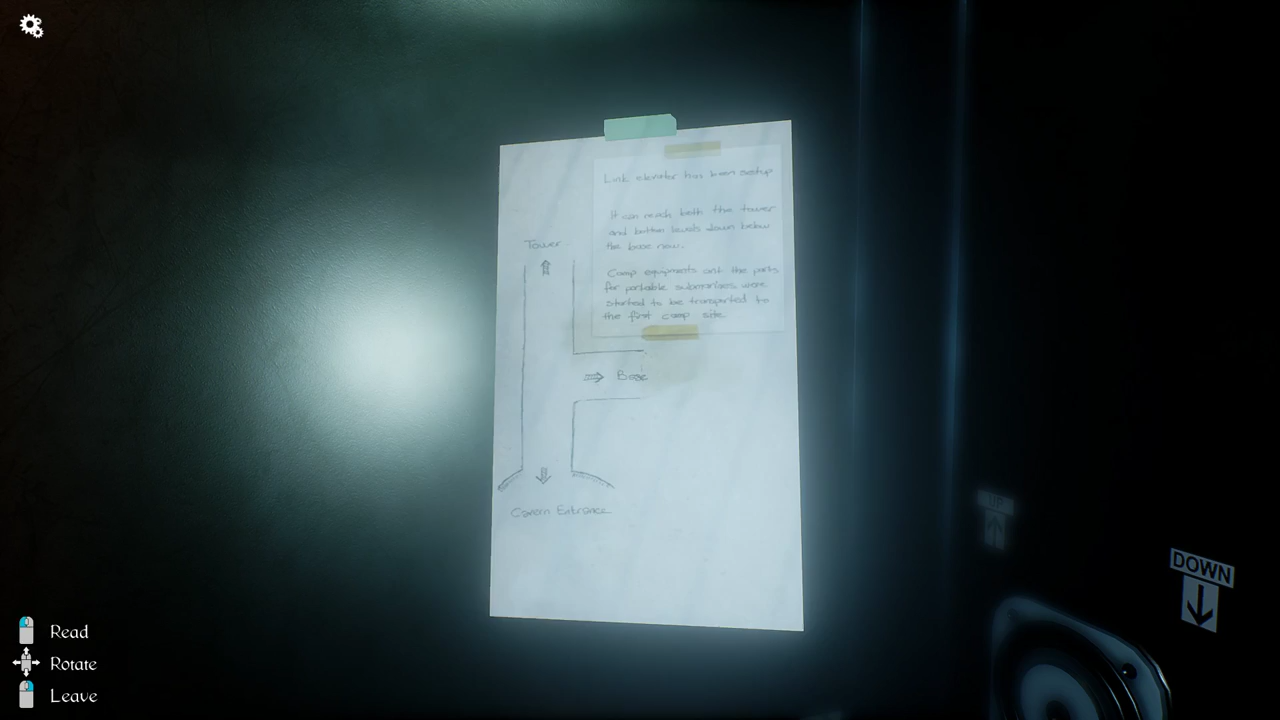 Link elevator has been setup
It can reach both the tower
and bottom levels down below
the base now.
Camp equipments ant the parts
for portable submarines were
started to be transported to
the first camp site
Tower
Base
Cavern Entrance
UP
DOWN
Read
Rotate
Leave